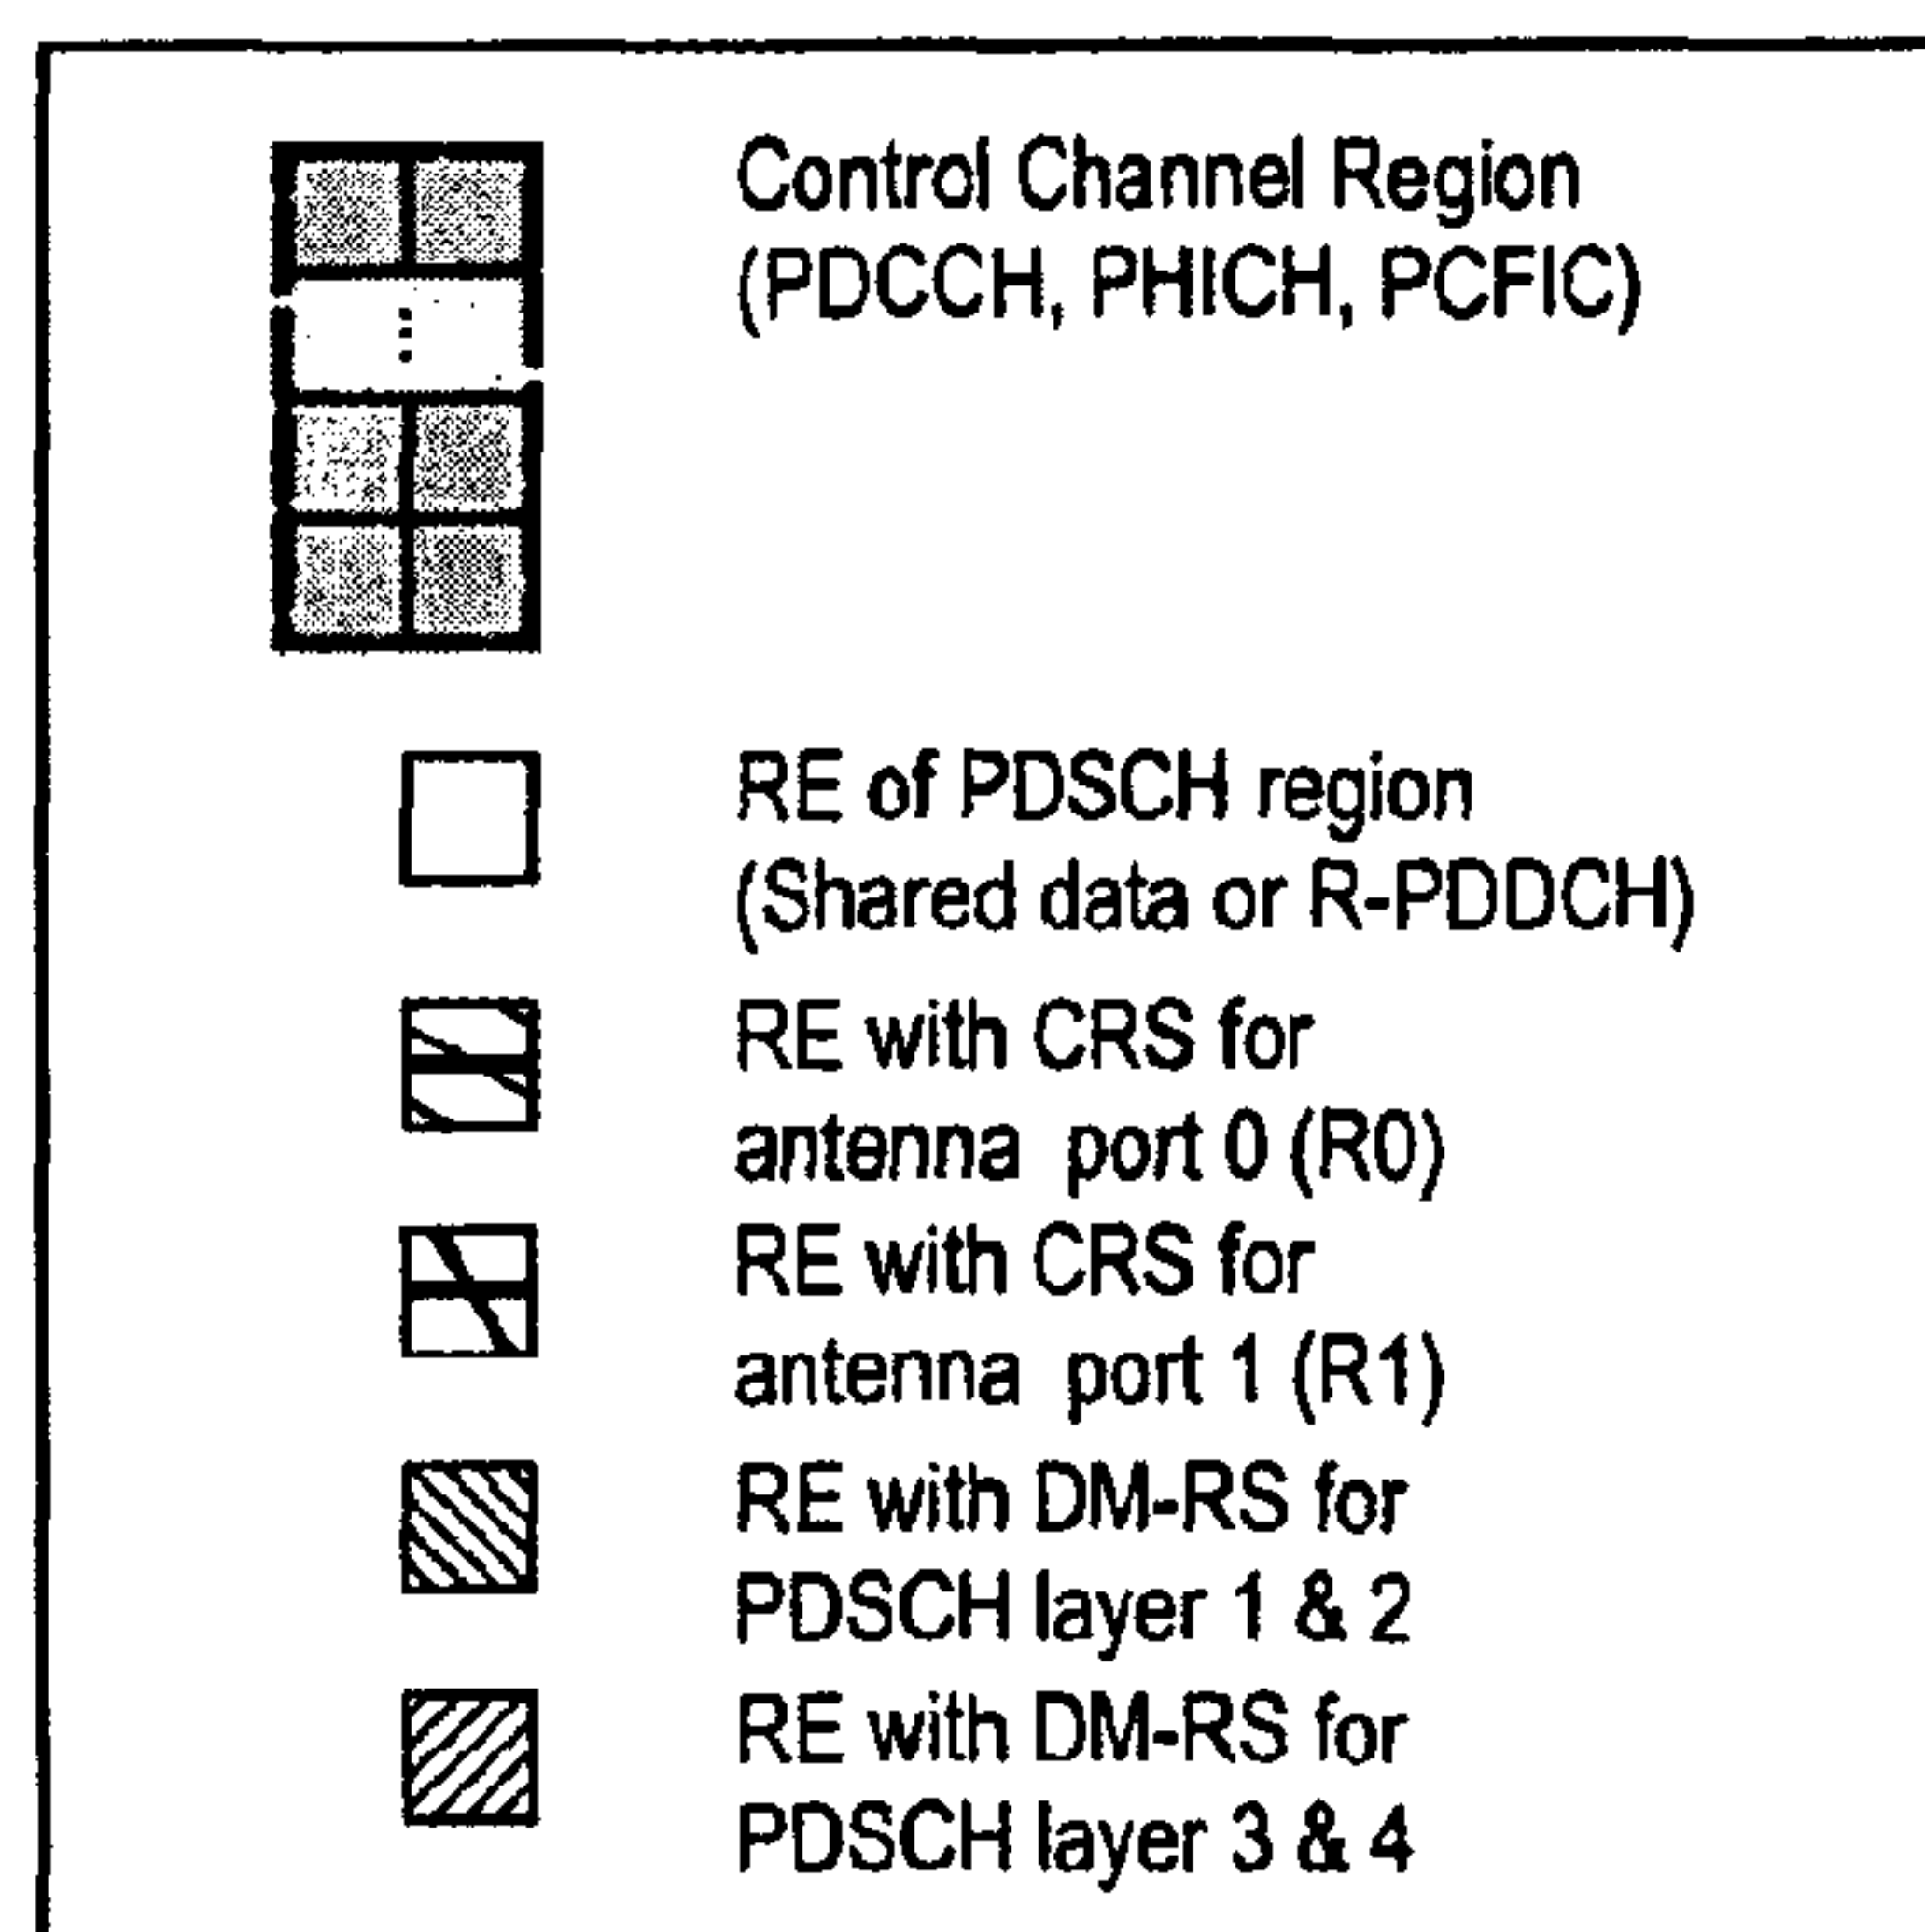 Control Channel Region
(PDCCH, PHICH, PCFIC)
RE of PDSCH region
(Shared data or R-PDDCH)
RE with CRS for
antenna port 0 (R0)
RE with CRS for
antenna port 1 (R1)
RE with DM-RS for
PDSCH layer 1 & 2
RE with DM-RS for
PDSCH layer 3 & 4